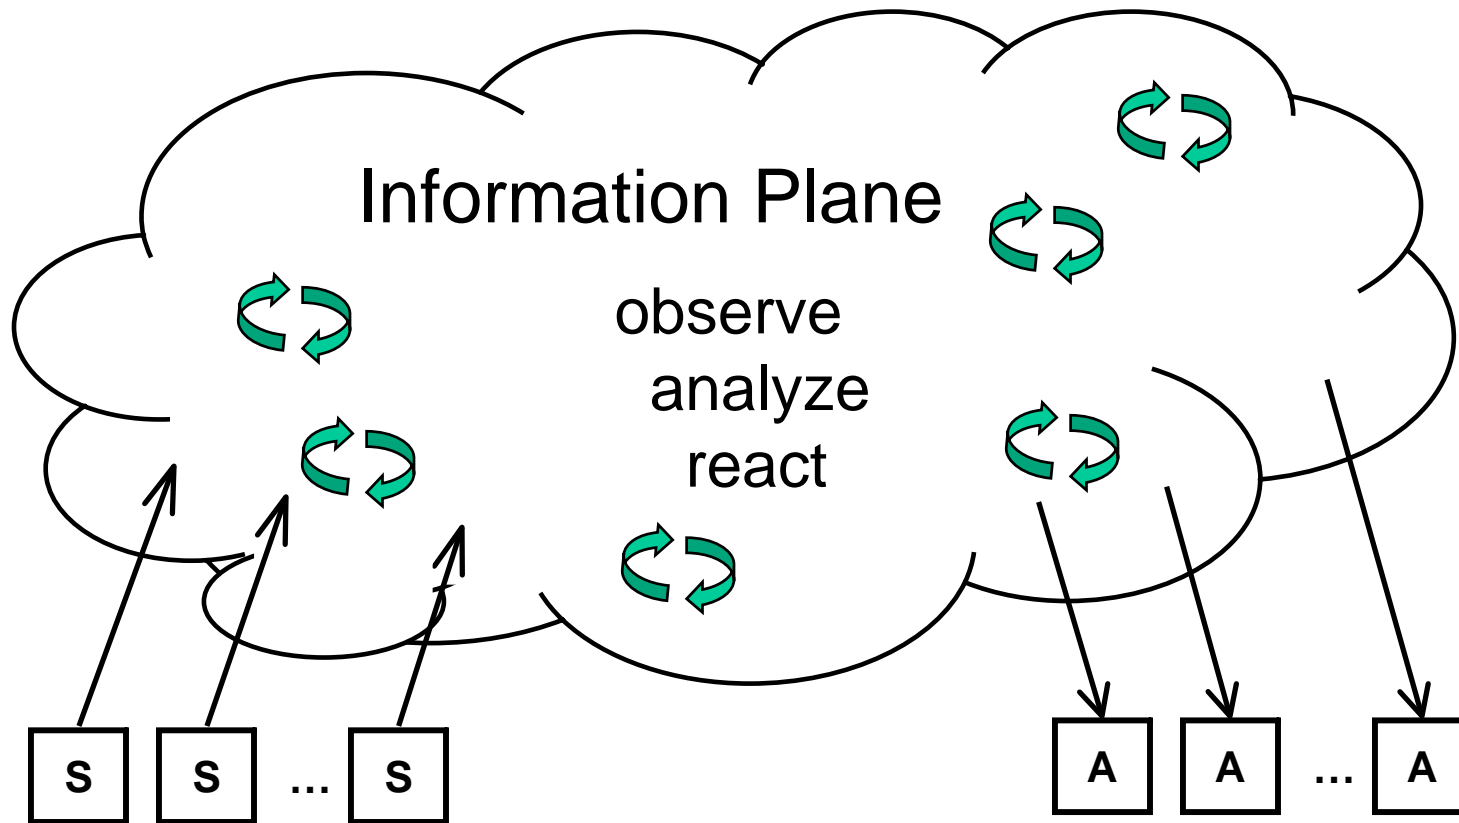 Information Plane
observe
analyze
react
S S ... S A A ... A